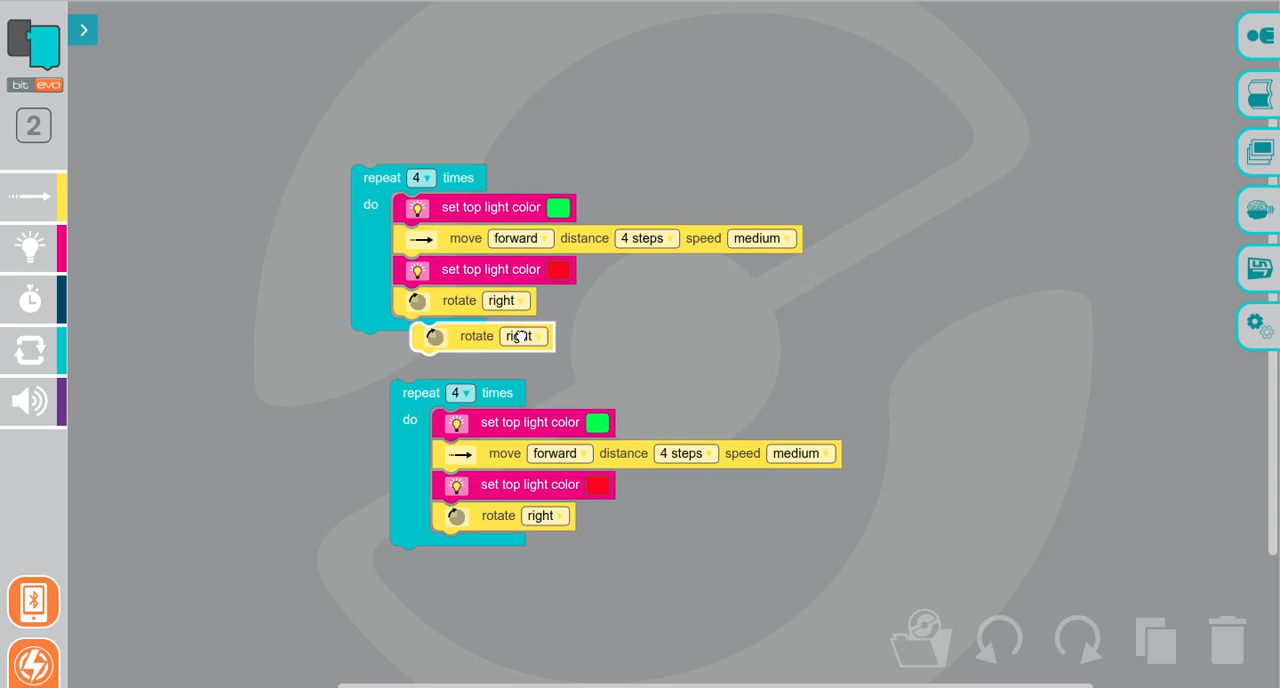 bit evo
2
repeat 4 times
do
set top light color
move forward distance 4 steps speed medium
set top light color
rotate right
rotate right
repeat 4 times
do
set top light color
move forward distance 4 steps speed medium
set top light color
rotate right